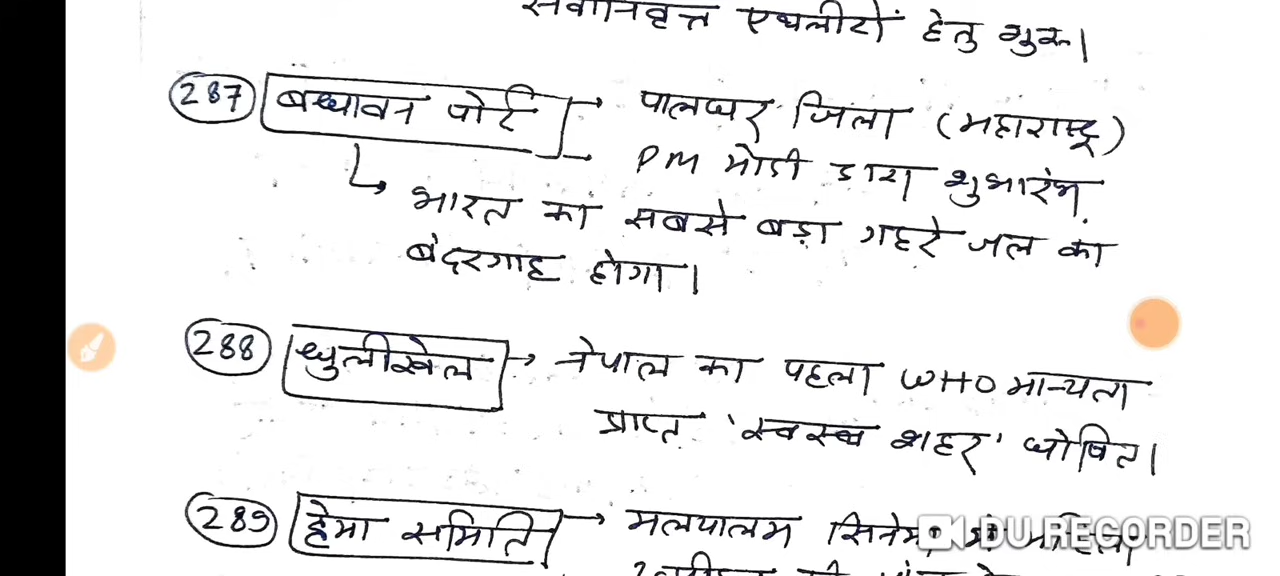 सेवानिवृत्त एथलीटों हेतु शुरू।
287 बध्धावन पोर्ट → पालघर जिला (महाराष्ट्र)
PM मोदी द्वारा शुभारंभ
↳ भारत का सबसे बड़ा गहरे जल का
बंदरगाह होगा।
288 धुलीखेल → नेपाल का पहला WHO मान्यता
प्राप्त 'स्वस्थ शहर' घोषित।
289 हेमा समिति → मलयालम सिनेमा में महिला
DU RECORDER